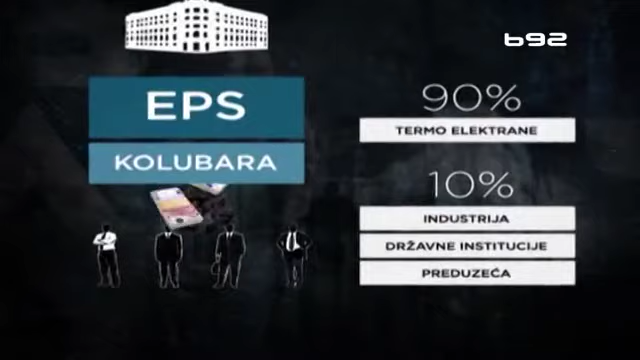 b92
EPS
KOLUBARA
90%
TERMO ELEKTRANE
10%
INDUSTRIJA
DRŽAVNE INSTITUCIJE
PREDUZEĆA